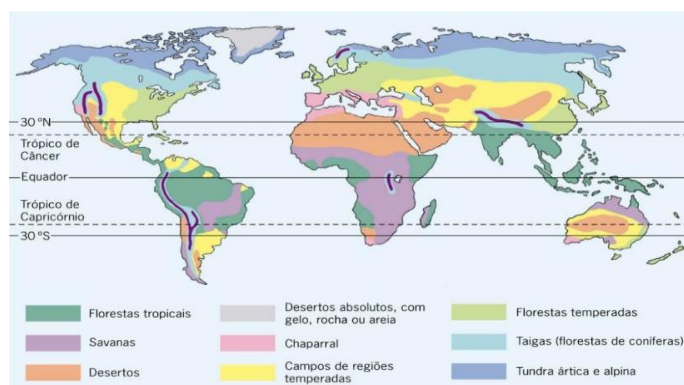 30 °N
Trópico de
Câncer
Equador
Trópico de
Capricórnio
30 °S
Florestas tropicais
Savanas
Desertos
Desertos absolutos, com
gelo, rocha ou areia
Chaparral
Campos de regiões
temperadas
Florestas temperadas
Taigas (florestas de coníferas)
Tundra ártica e alpina